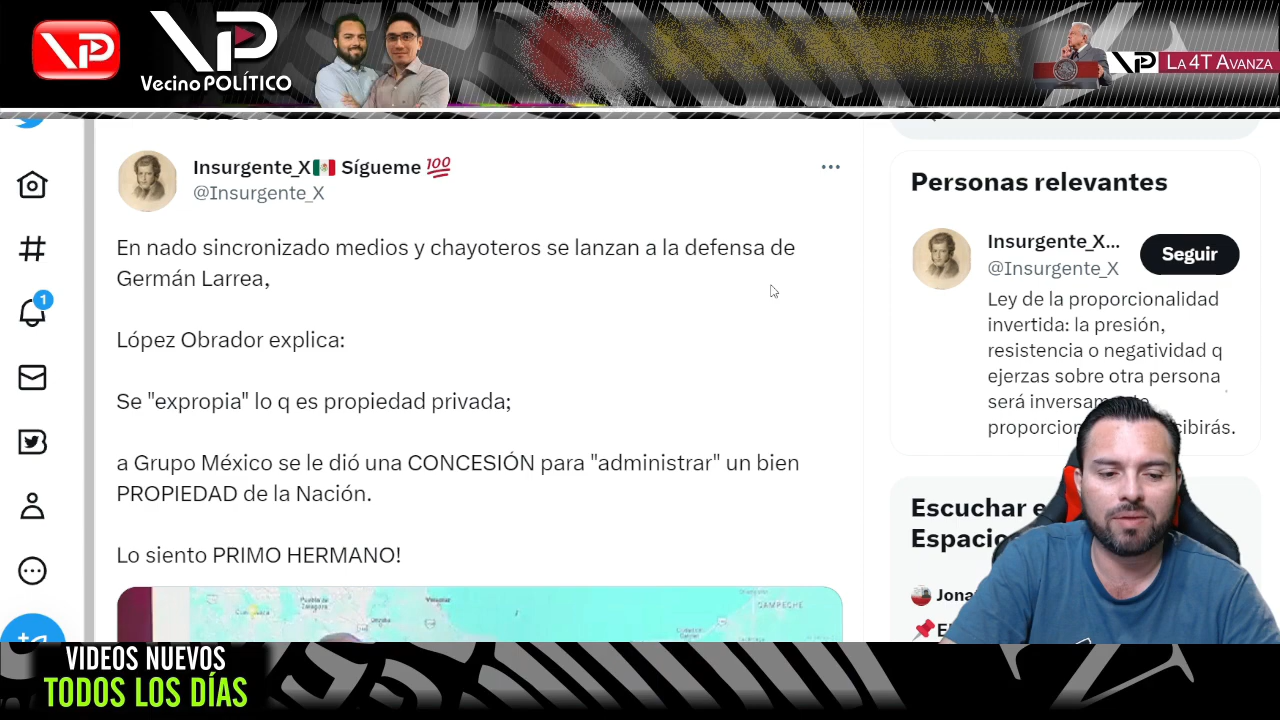 VP
VP
Vecino POLÍTICO
VP LA 4T AVANZA
Insurgente_X🇲🇽 Sígueme 💯
@Insurgente_X
En nado sincronizado medios y chayoteros se lanzan a la defensa de
Germán Larrea,
López Obrador explica:
Se "expropia" lo q es propiedad privada;
a Grupo México se le dió una CONCESIÓN para "administrar" un bien
PROPIEDAD de la Nación.
Lo siento PRIMO HERMANO!
CAMPECHE
1
Personas relevantes
Insurgente_X...
@Insurgente_X
Seguir
Ley de la proporcionalidad
invertida: la presión,
resistencia o negatividad q
ejerzas sobre otra persona
será
Escuchar
Espacio
Jona
VIDEOS NUEVOS
TODOS LOS DÍAS